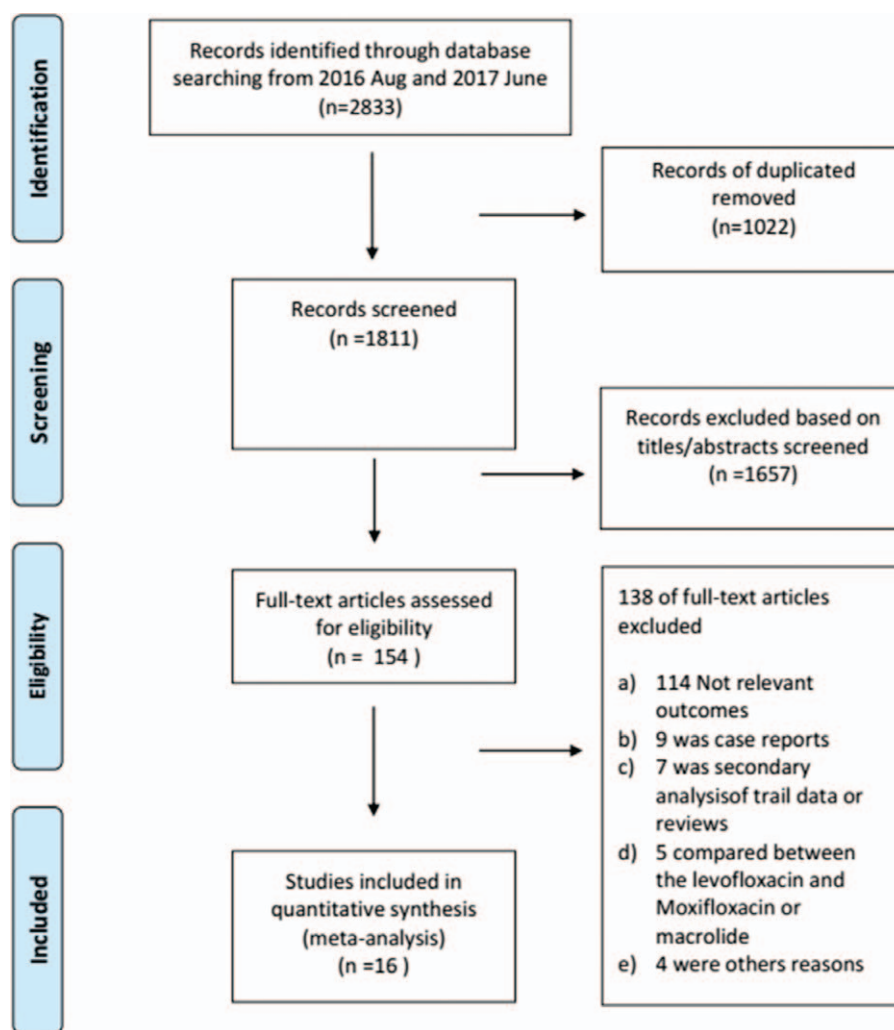 Identification
Records identified through database
searching from 2016 Aug and 2017 June
(n=2833)
Records of duplicated
removed
(n=1022)
Screening
Records screened
(n =1811)
Records excluded based on
titles/abstracts screened
(n =1657)
Eligibility
Full-text articles assessed
for eligibility
(n = 154 )
138 of full-text articles
excluded
a) 114 Not relevant
outcomes
b) 9 was case reports
c) 7 was secondary
analysisof trail data or
reviews
d) 5 compared between
the levofloxacin and
Moxifloxacin or
macrolide
e) 4 were others reasons
Included
Studies included in
quantitative synthesis
(meta-analysis)
(n =16 )